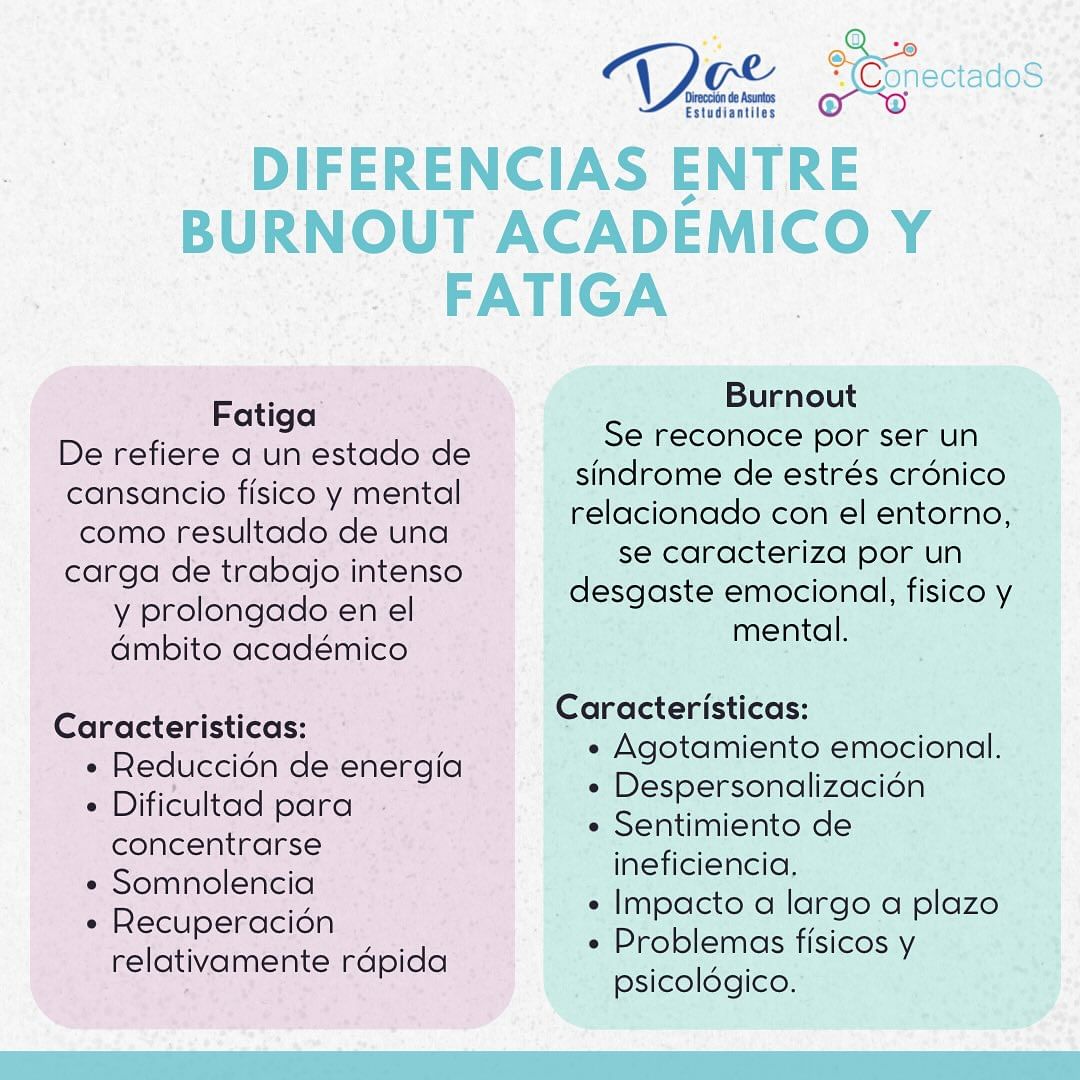 Dae
Dirección de Asuntos
Estudiantiles
ConectadoS
DIFERENCIAS ENTRE
BURNOUT ACADÉMICO Y
FATIGA
Fatiga
De refiere a un estado de
cansancio físico y mental
como resultado de una
carga de trabajo intenso
y prolongado en el
ámbito académico
Caracteristicas:
• Reducción de energía
• Dificultad para
concentrarse
• Somnolencia
• Recuperación
relativamente rápida
Burnout
Se reconoce por ser un
síndrome de estrés crónico
relacionado con el entorno,
se caracteriza por un
desgaste emocional, fisico y
mental.
Características:
• Agotamiento emocional.
• Despersonalización
• Sentimiento de
ineficiencia.
• Impacto a largo a plazo
• Problemas físicos y
psicológico.